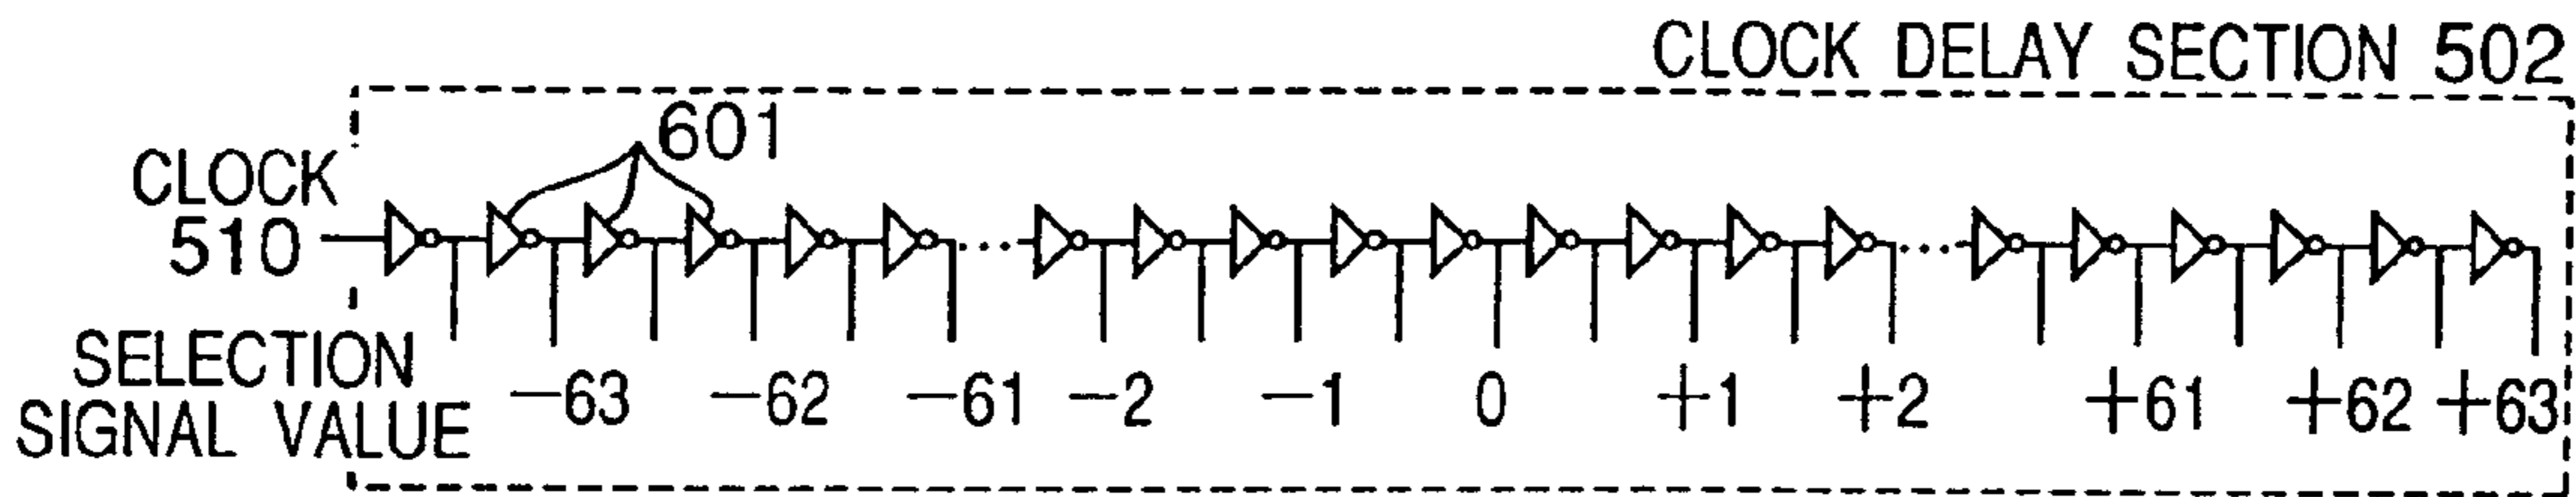 CLOCK DELAY SECTION 502
601
CLOCK
510
SELECTION
SIGNAL VALUE
−63 −62 −61 −2 −1 0 +1 +2 +61 +62 +63